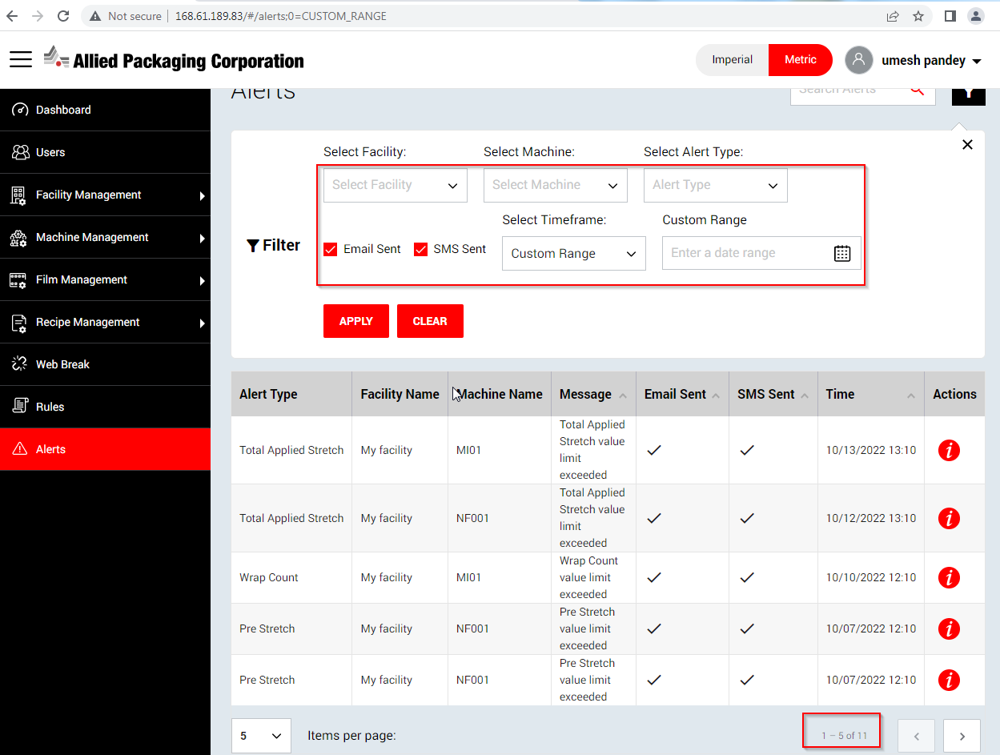 Not secure
168.61.189.83/#/alerts;0=CUSTOM_RANGE
Allied Packaging Corporation
Imperial
Metric
umesh pandey
Dashboard
Users
Facility Management
Machine Management
Film Management
Recipe Management
Web Break
Rules
Alerts
Alerts
Search Alerts
Select Facility:
Select Machine:
Select Alert Type:
Select Facility
Select Machine
Alert Type
Filter
Select Timeframe:
Custom Range
Email Sent
SMS Sent
Custom Range
Enter a date range
APPLY
CLEAR
Alert Type
Facility Name
Machine Name
Message
Email Sent
SMS Sent
Time
Actions
Total Applied Stretch
My facility
MI01
Total Applied
Stretch value
limit
exceeded
10/13/2022 13:10
Total Applied Stretch
My facility
NF001
Total Applied
Stretch value
limit
exceeded
10/12/2022 13:10
Wrap Count
My facility
MI01
Wrap Count
value limit
exceeded
10/10/2022 12:10
Pre Stretch
My facility
NF001
Pre Stretch
value limit
exceeded
10/07/2022 12:10
Pre Stretch
My facility
NF001
Pre Stretch
value limit
exceeded
10/07/2022 12:10
5
Items per page:
1 – 5 of 11